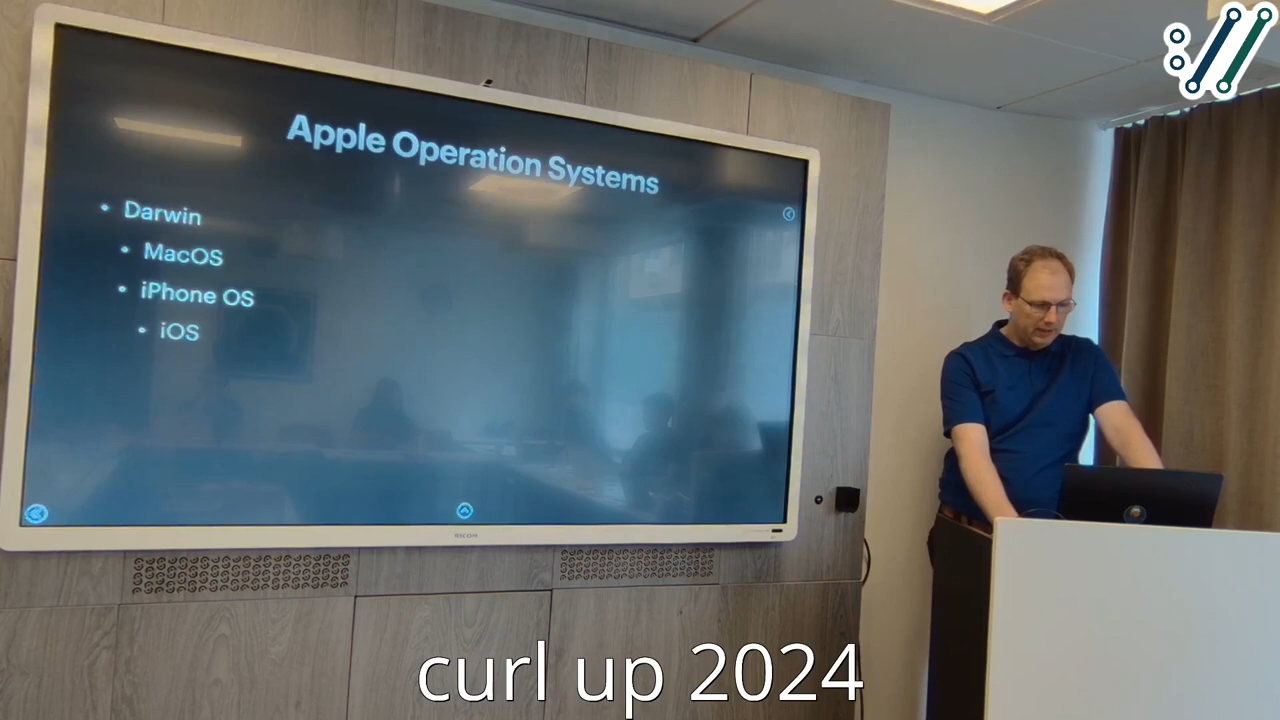 Apple Operation Systems
• Darwin
• MacOS
• iPhone OS
• iOS
RICOH
curl up 2024